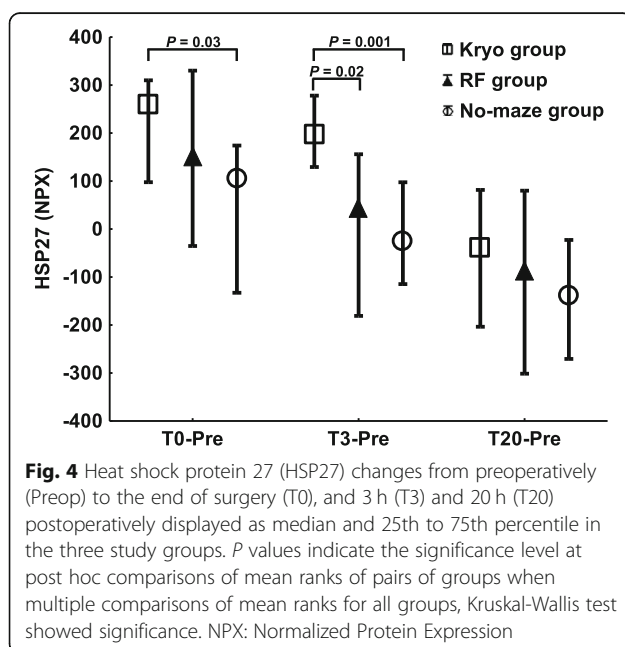 400
300
200
100
0
-100
-200
-300
-400
HSP27 (NPX)
P = 0.03
P = 0.001
P = 0.02
Kryo group
RF group
No-maze group
T0-Pre T3-Pre T20-Pre
Fig. 4 Heat shock protein 27 (HSP27) changes from preoperatively
(Preop) to the end of surgery (T0), and 3 h (T3) and 20 h (T20)
postoperatively displayed as median and 25th to 75th percentile in
the three study groups. P values indicate the significance level at
post hoc comparisons of mean ranks of pairs of groups when
multiple comparisons of mean ranks for all groups, Kruskal-Wallis test
showed significance. NPX: Normalized Protein Expression